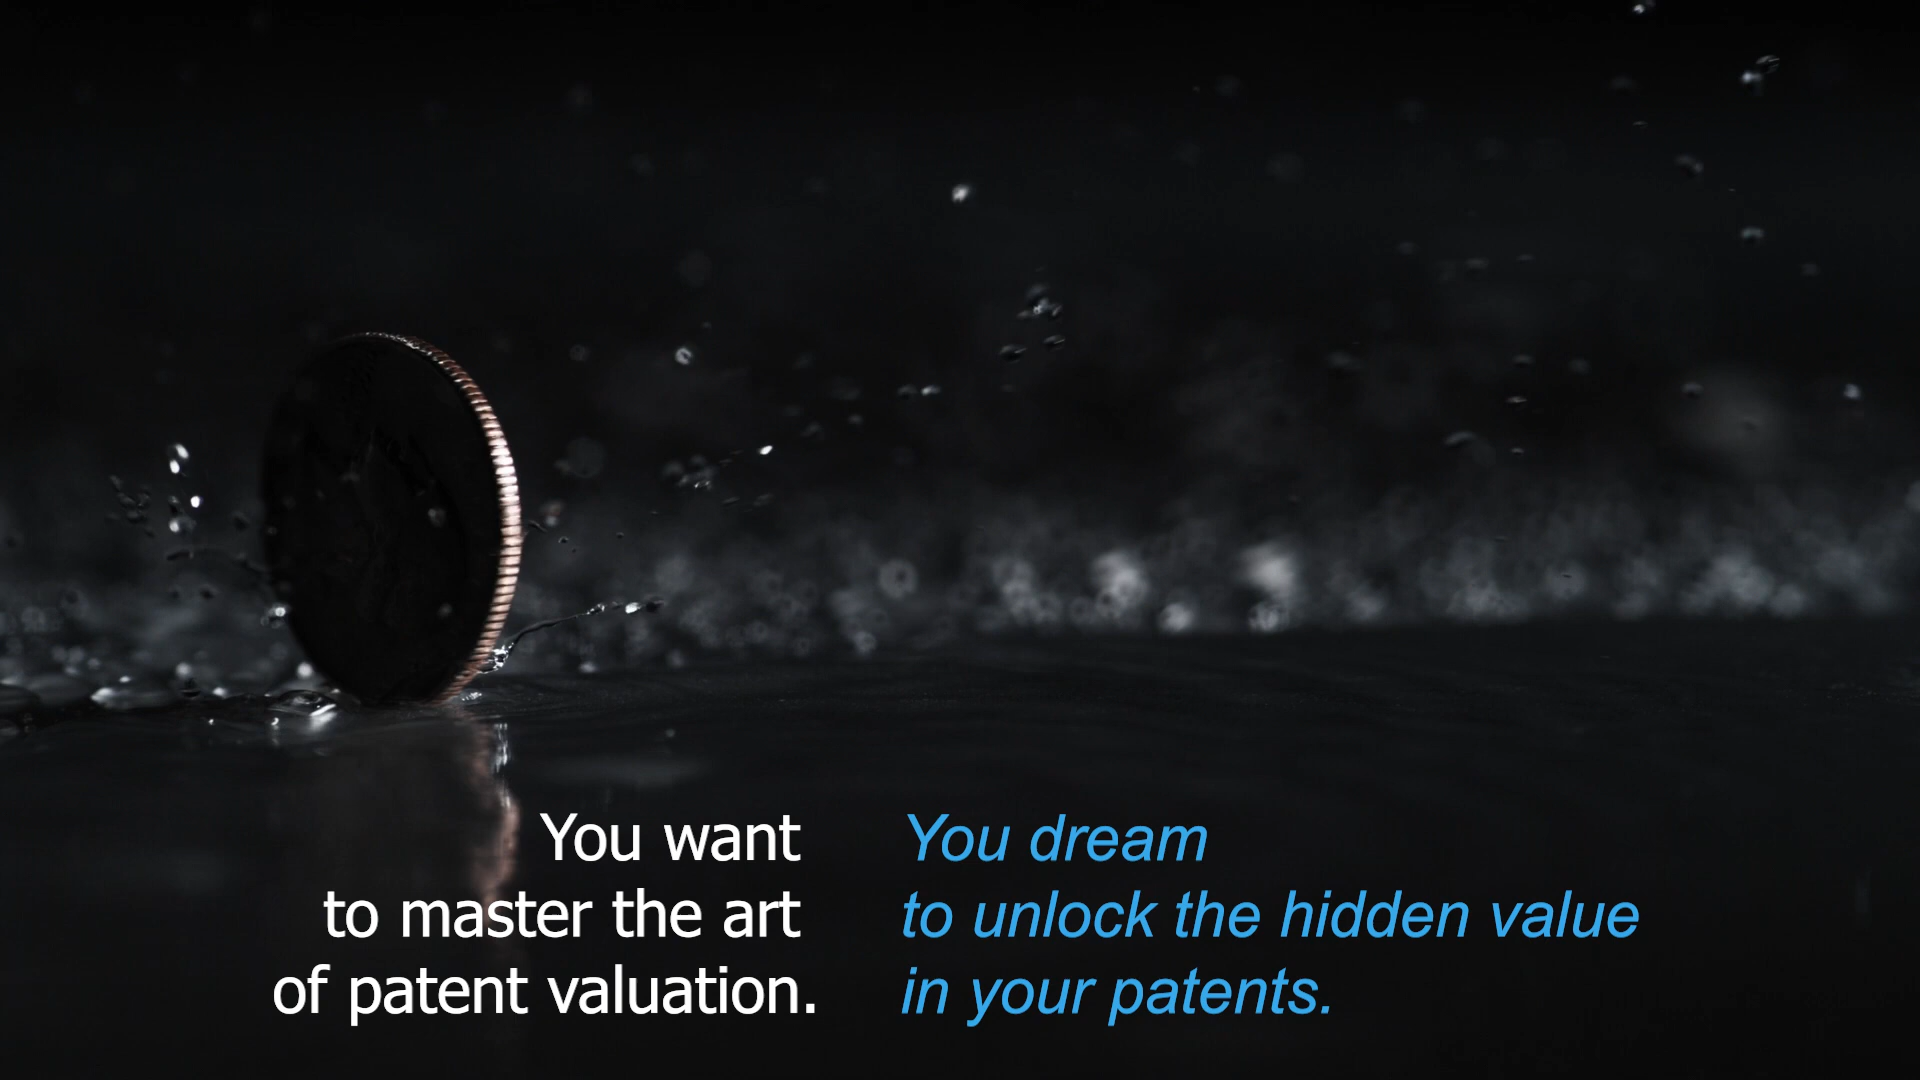 You want
to master the art
of patent valuation.
You dream
to unlock the hidden value
in your patents.